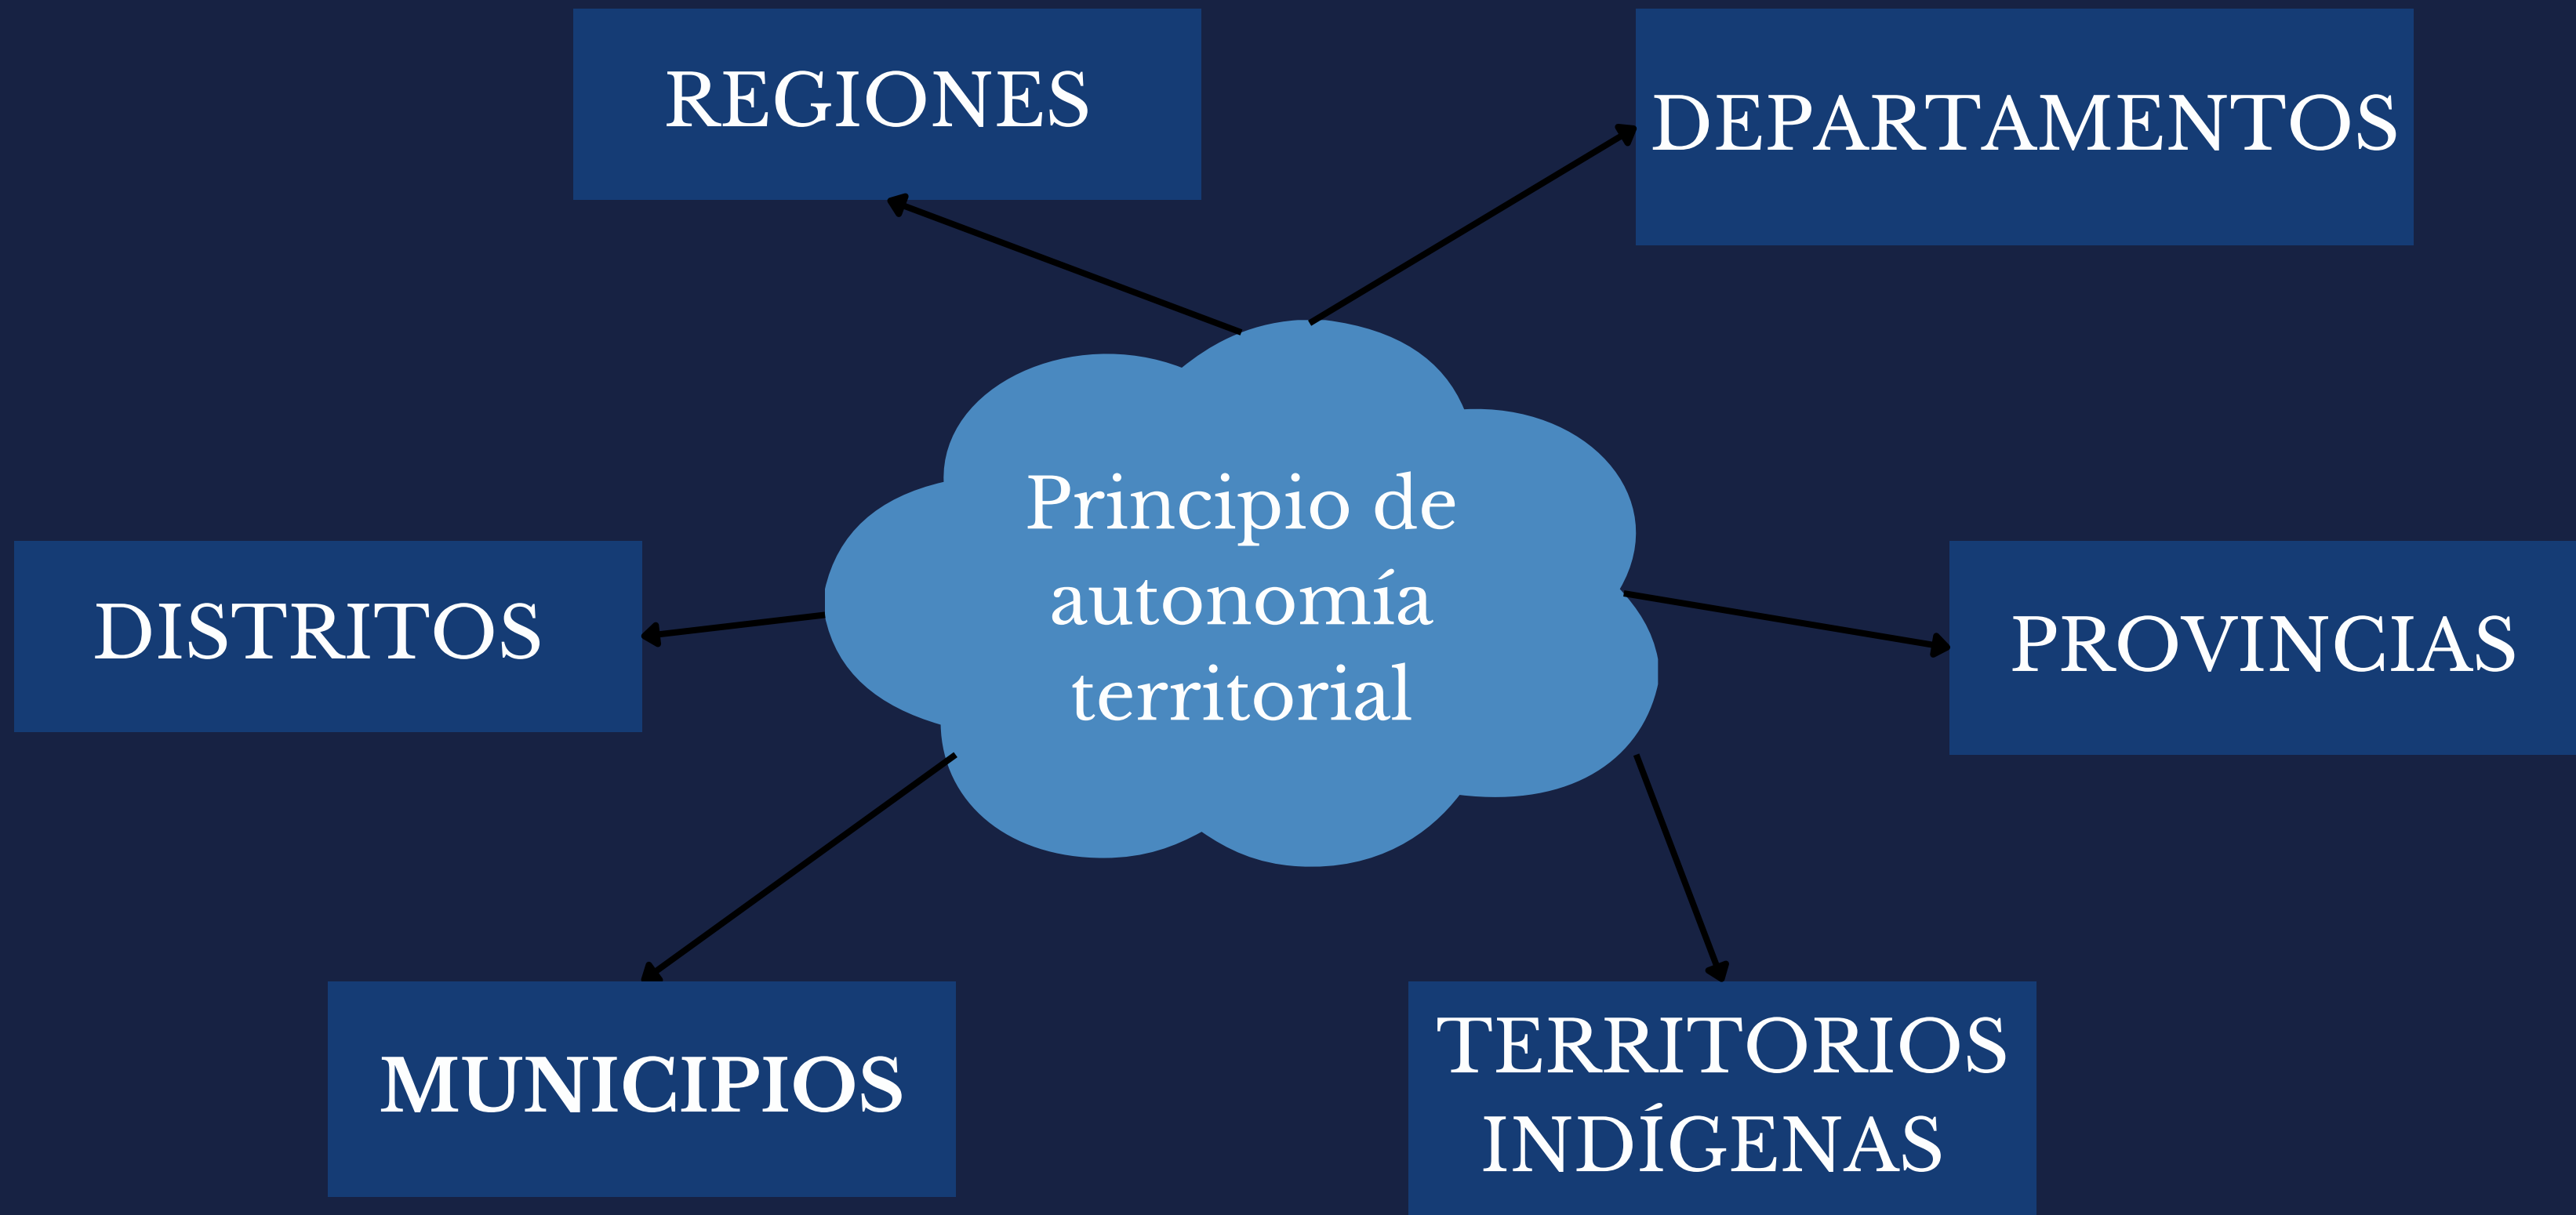 REGIONES
DEPARTAMENTOS
Principio de
autonomía
territorial
DISTRITOS
PROVINCIAS
MUNICIPIOS
TERRITORIOS
INDÍGENAS